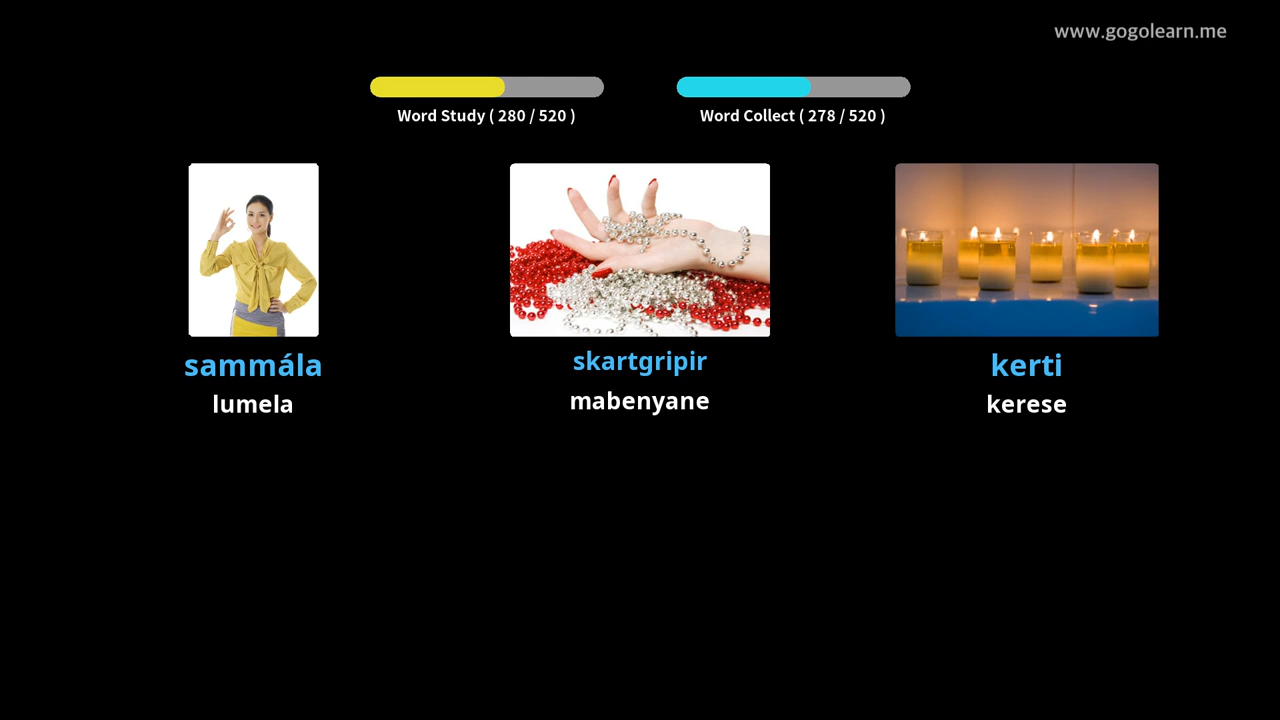 www.gogolearn.me
Word Study ( 280 / 520 )
Word Collect ( 278 / 520 )
sammála
lumela
skartgripir
mabenyane
kerti
kerese